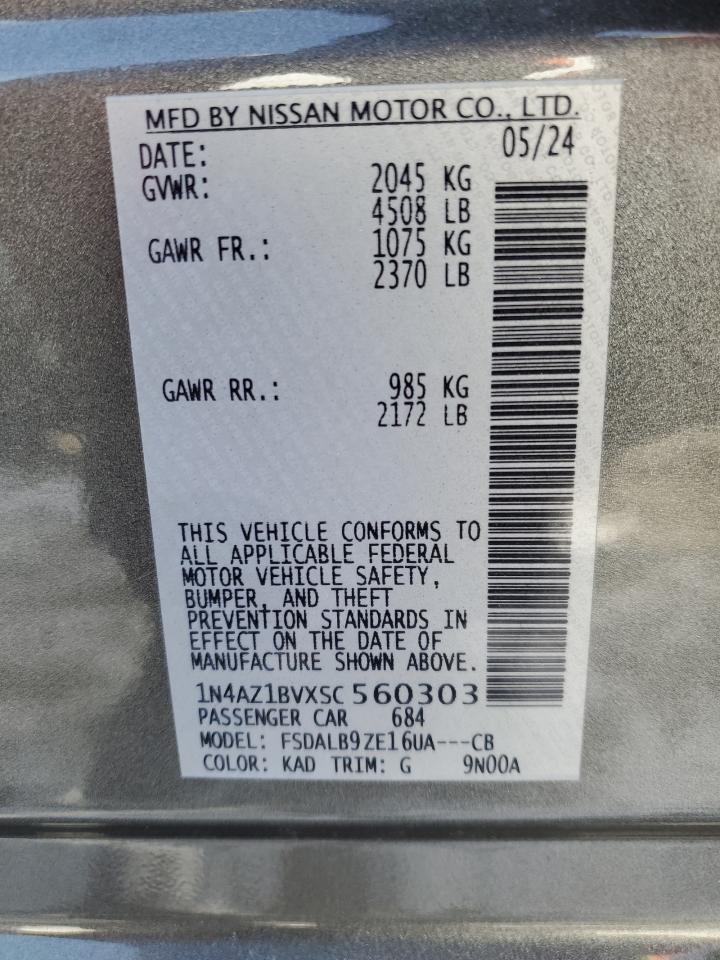 MFD BY NISSAN MOTOR CO., LTD.
DATE: 05/24
GVWR: 2045 KG
4508 LB
GAWR FR.: 1075 KG
2370 LB
GAWR RR.: 985 KG
2172 LB
THIS VEHICLE CONFORMS TO
ALL APPLICABLE FEDERAL
MOTOR VEHICLE SAFETY,
BUMPER, AND THEFT
PREVENTION STANDARDS IN
EFFECT ON THE DATE OF
MANUFACTURE SHOWN ABOVE.
1N4AZ1BVXSC560303
PASSENGER CAR 684
MODEL: FSDALB9ZE16UA---CB
COLOR: KAD TRIM: G 9N00A